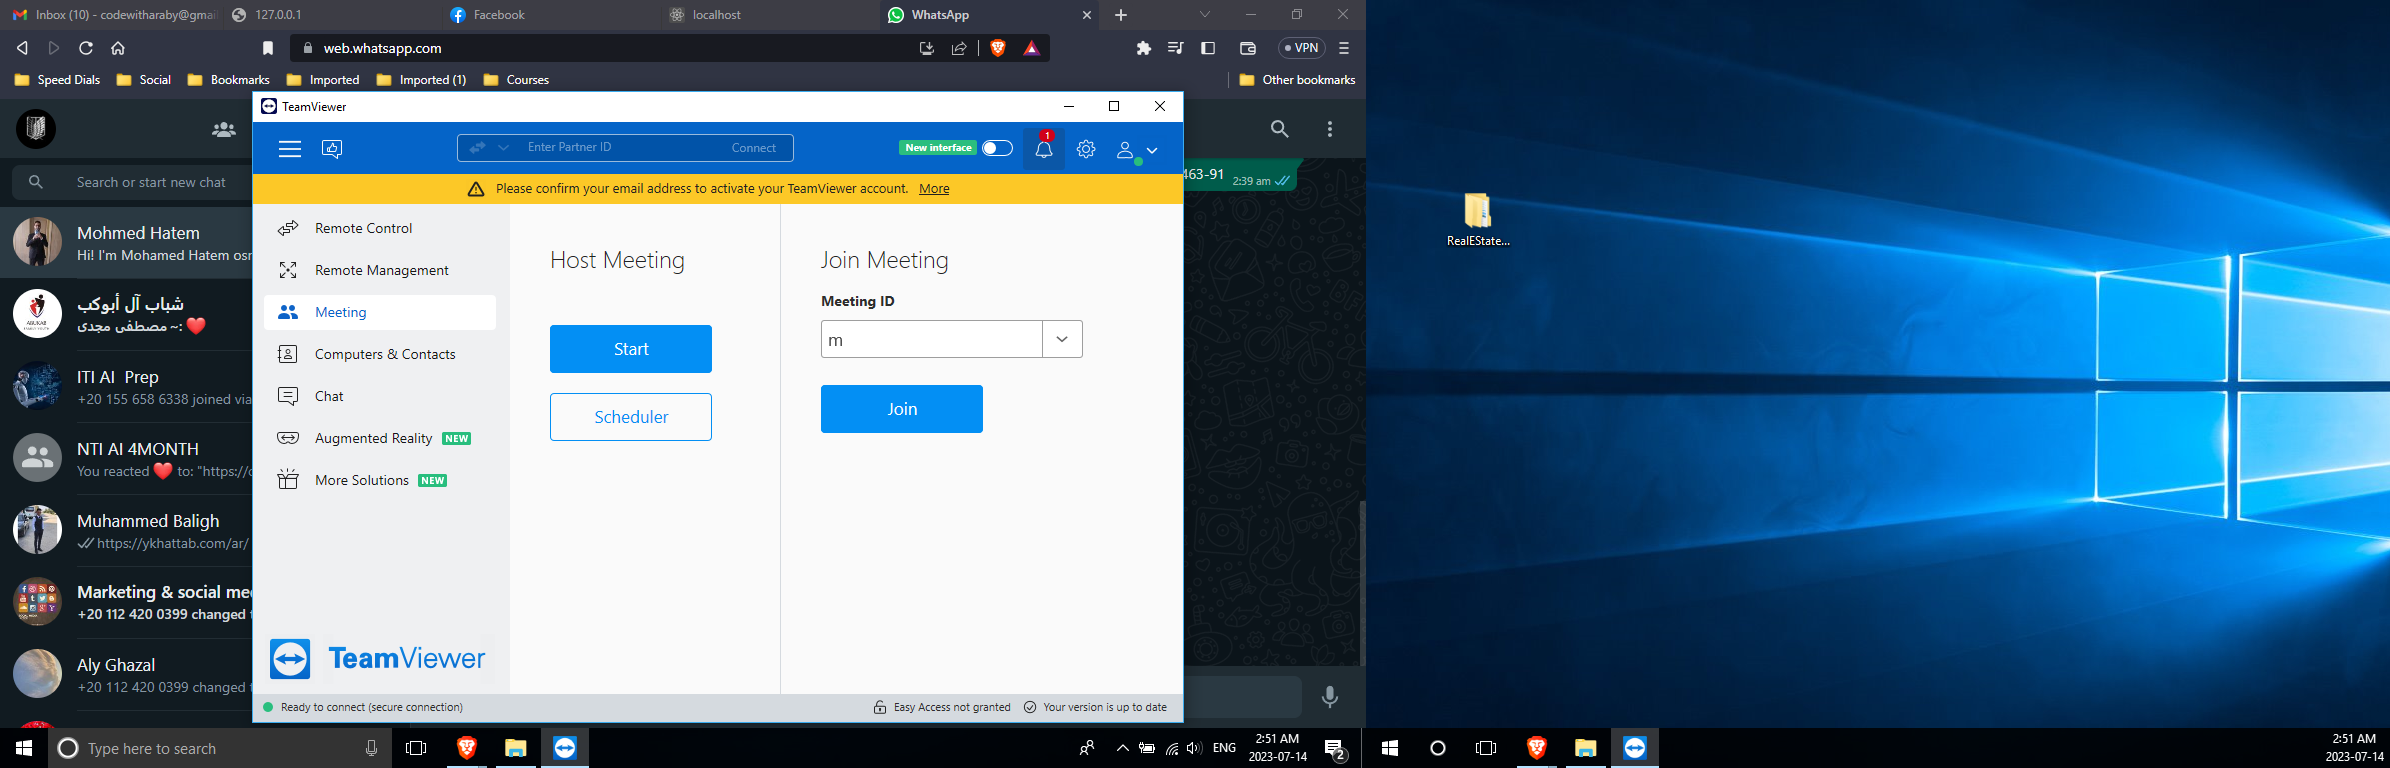 Inbox (10) - codewitharaby@gmai
127.0.0.1
Facebook
localhost
WhatsApp
web.whatsapp.com
VPN
Speed Dials
Social
Bookmarks
Imported
Imported (1)
Courses
Other bookmarks
TeamViewer
Enter Partner ID
Connect
New interface
1
Please confirm your email address to activate your TeamViewer account. More
Search or start new chat
463-91
2:39 am
Mohmed Hatem
Hi! I'm Mohamed Hatem osm
شباب آل أبوكب
~ مصطفى مجدى: ❤️
ITI AI Prep
+20 155 658 6338 joined via
NTI AI 4MONTH
You reacted ❤️ to: "https://c
Muhammed Baligh
https://ykhattab.com/ar/
Marketing & social me
+20 112 420 0399 changed t
Aly Ghazal
+20 112 420 0399 changed t
Remote Control
Remote Management
Meeting
Computers & Contacts
Chat
Augmented Reality NEW
More Solutions NEW
TeamViewer
Host Meeting
Start
Scheduler
Join Meeting
Meeting ID
m
Join
Ready to connect (secure connection)
Easy Access not granted
Your version is up to date
RealEState...
Type here to search
ENG
2:51 AM
2023-07-14
2
2:51 AM
2023-07-14